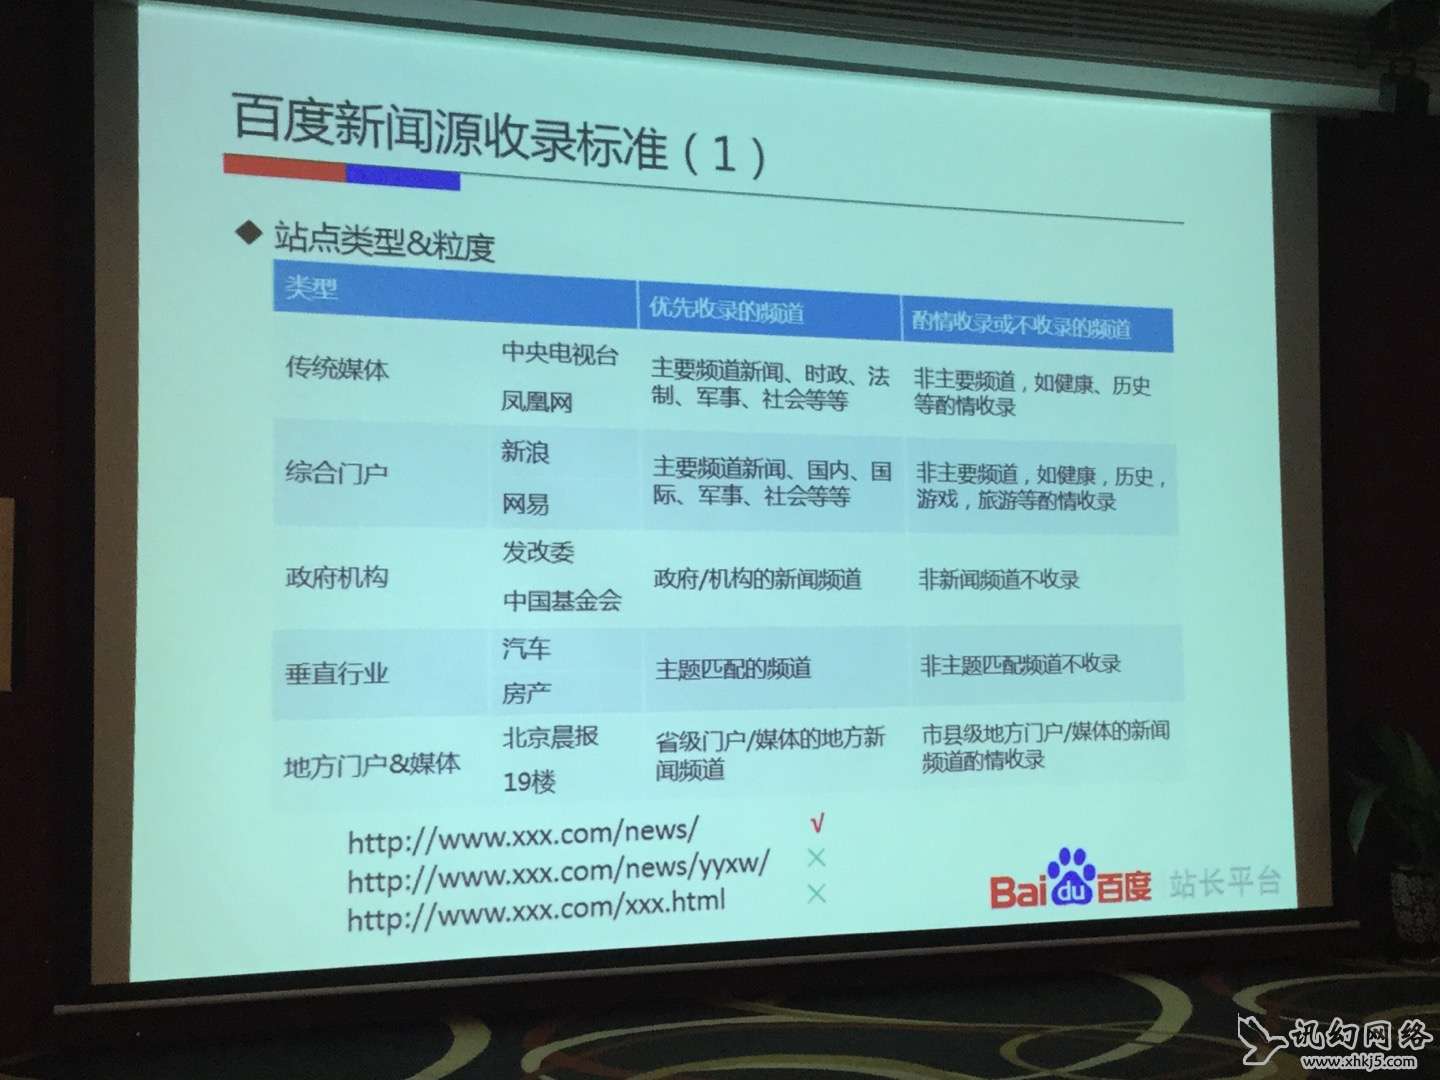 百度新闻源收录标准（1）
◆ 站点类型&粒度
类型 优先收录的频道 酌情收录或不收录的频道
传统媒体
中央电视台
凤凰网
主要频道新闻、时政、法
制、军事、社会等等
非主要频道，如健康、历史
等酌情收录
综合门户
新浪
网易
主要频道新闻、国内、国
际、军事、社会等等
非主要频道，如健康，历史，
游戏，旅游等酌情收录
政府机构
发改委
中国基金会
政府/机构的新闻频道
非新闻频道不收录
垂直行业
汽车
房产
主题匹配的频道
非主题匹配频道不收录
地方门户&媒体
北京晨报
19楼
省级门户/媒体的地方新
闻频道
市县级地方门户/媒体的新闻
频道酌情收录
http://www.xxx.com/news/ √
http://www.xxx.com/news/yyxw/ ×
http://www.xxx.com/xxx.html ×
Bai du 百度 站长平台
讯幻网络
www.xhkj5.com